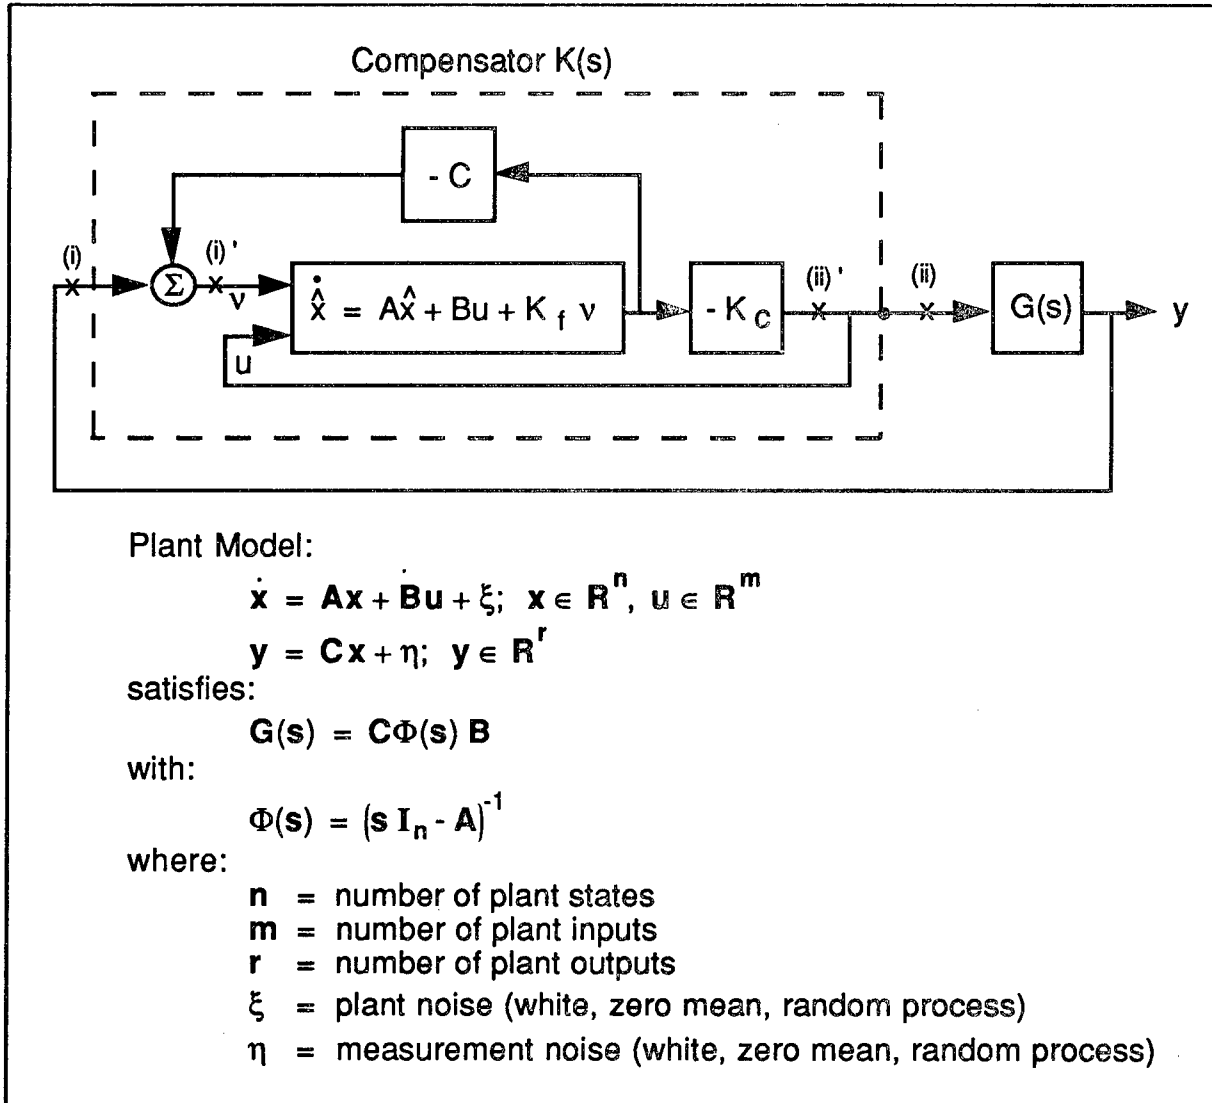 Compensator K(s)
- C
(i)
(i) '
Σ
ν
x̂̇ = Ax̂ + Bu + K_f ν
u
- K_C
(ii) '
(ii)
G(s)
y
Plant Model:
ẋ = Ax + Bu + ξ; x ∈ R^n, u ∈ R^m
y = Cx + η; y ∈ R^r
satisfies:
G(s) = CΦ(s) B
with:
Φ(s) = (s I_n - A)^-1
where:
n = number of plant states
m = number of plant inputs
r = number of plant outputs
ξ = plant noise (white, zero mean, random process)
η = measurement noise (white, zero mean, random process)